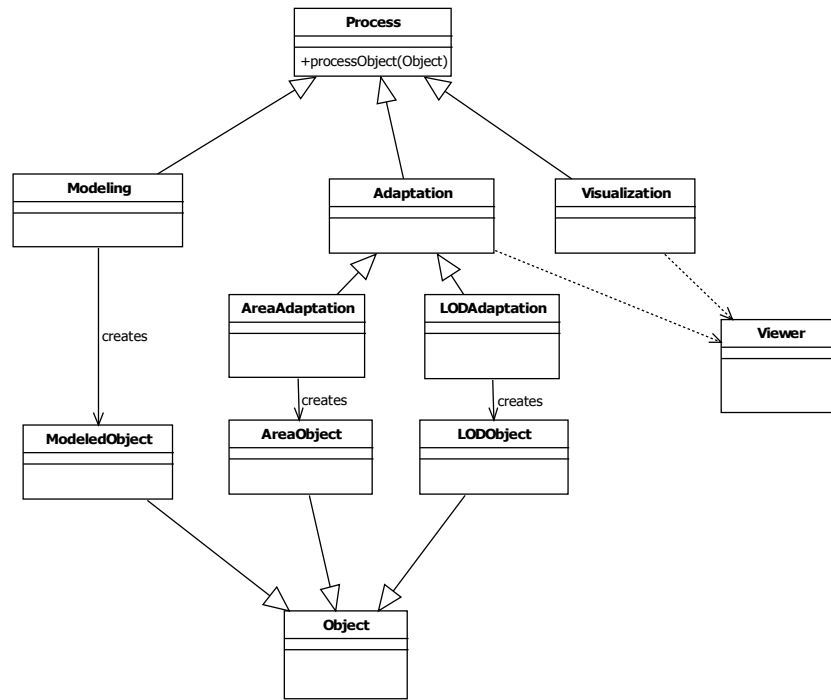 Process
+processObject(Object)
Modeling
Adaptation
Visualization
AreaAdaptation
LODAdaptation
Viewer
creates
creates
creates
ModeledObject
AreaObject
LODObject
Object